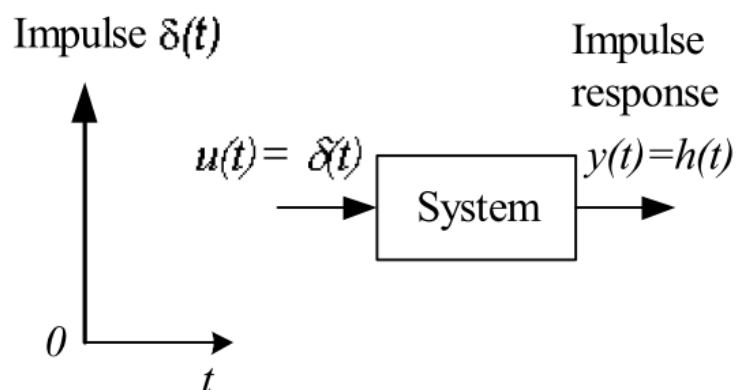 Impulse δ(t)
Impulse
response
u(t)= δ(t)
y(t)=h(t)
System
0
t